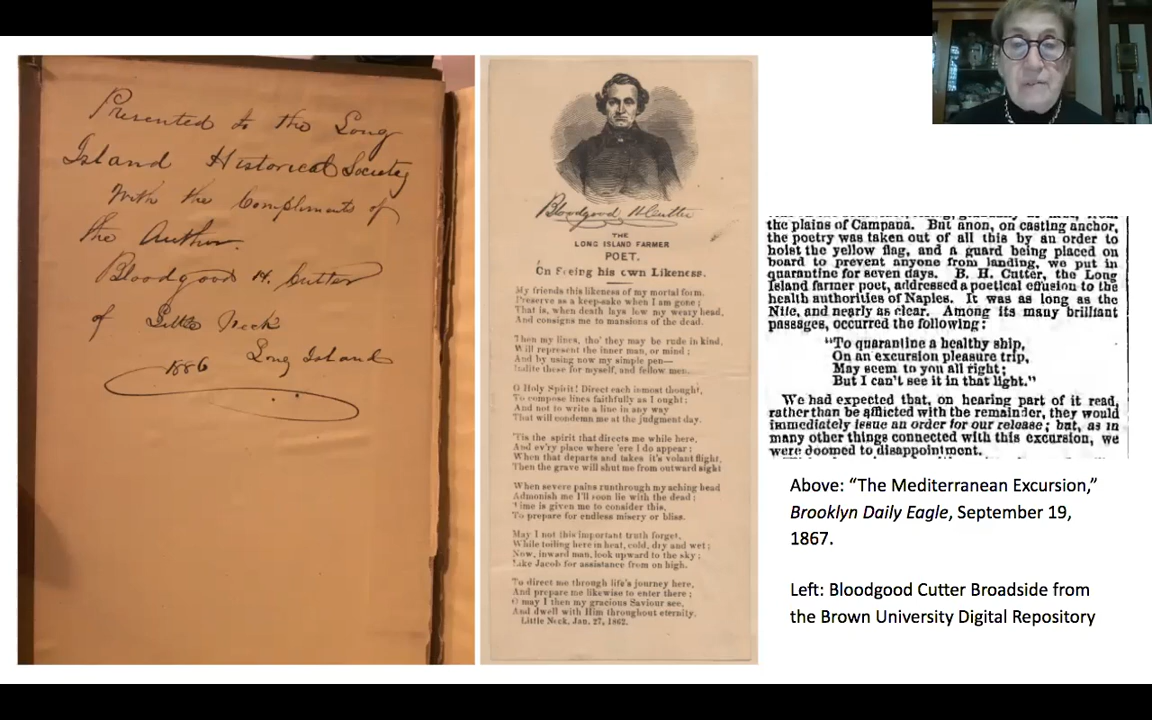 Presented to the Long
Island Historical Society
With the Compliments of
the Author.
Bloodgood H. Cutter
of Little Neck
1886 Long Island
Bloodgood H Cutter
THE
LONG ISLAND FARMER
POET.
On Seeing his own Likeness.
My friends this likeness of my mortal form.
Preserve as a keep-sake when I am gone;
That is, when death lays low my weary head,
And consigns me to mansions of the dead.
Then my lines, tho' they may be rude in kind,
Will represent the inner man, or mind;
And by using now my simple pen—
Indite these for myself, and fellow men.
O Holy Spirit! Direct each inmost thought,
To compose lines faithfully as I ought;
And not to write a line in any way
That will condemn me at the judgment day.
'Tis the spirit that directs me while here,
And ev'ry place where 'ere I do appear;
When that departs and takes it's volant flight,
Then the grave will shut me from outward sight
When severe pains runthrough my aching head
Admonish me I'll soon lie with the dead;
Time is given me to consider this,
To prepare for endless misery or bliss.
May I not this important truth forget,
While toiling here in heat, cold, dry and wet;
Now, inward man, look upward to the sky;
Like Jacob for assistance from on high.
To direct me through life's journey here,
And prepare me likewise to enter there;
O may I then my gracious Saviour see,
And dwell with Him throughout eternity.
Little Neck, Jan. 27, 1862.
the plains of Campana. But anon, on casting anchor,
the poetry was taken out of all this by an order to
hoist the yellow flag, and a guard being placed on
board to prevent anyone from landing, we put in
quarantine for seven days. B. H. Cutter, the Long
Island farmer poet, addressed a poetical effusion to the
health authorities of Naples. It was as long as the
Nile, and nearly as clear. Among its many brilliant
passages, occurred the following:
"To quarantine a healthy ship,
On an excursion pleasure trip,
May seem to you all right;
But I can't see it in that light."
We had expected that, on hearing part of it read,
rather than be afflicted with the remainder, they would
immediately issue an order for our release; but, as in
many other things connected with this excursion, we
were doomed to disappointment.
Above: “The Mediterranean Excursion,”
Brooklyn Daily Eagle, September 19,
1867.
Left: Bloodgood Cutter Broadside from
the Brown University Digital Repository